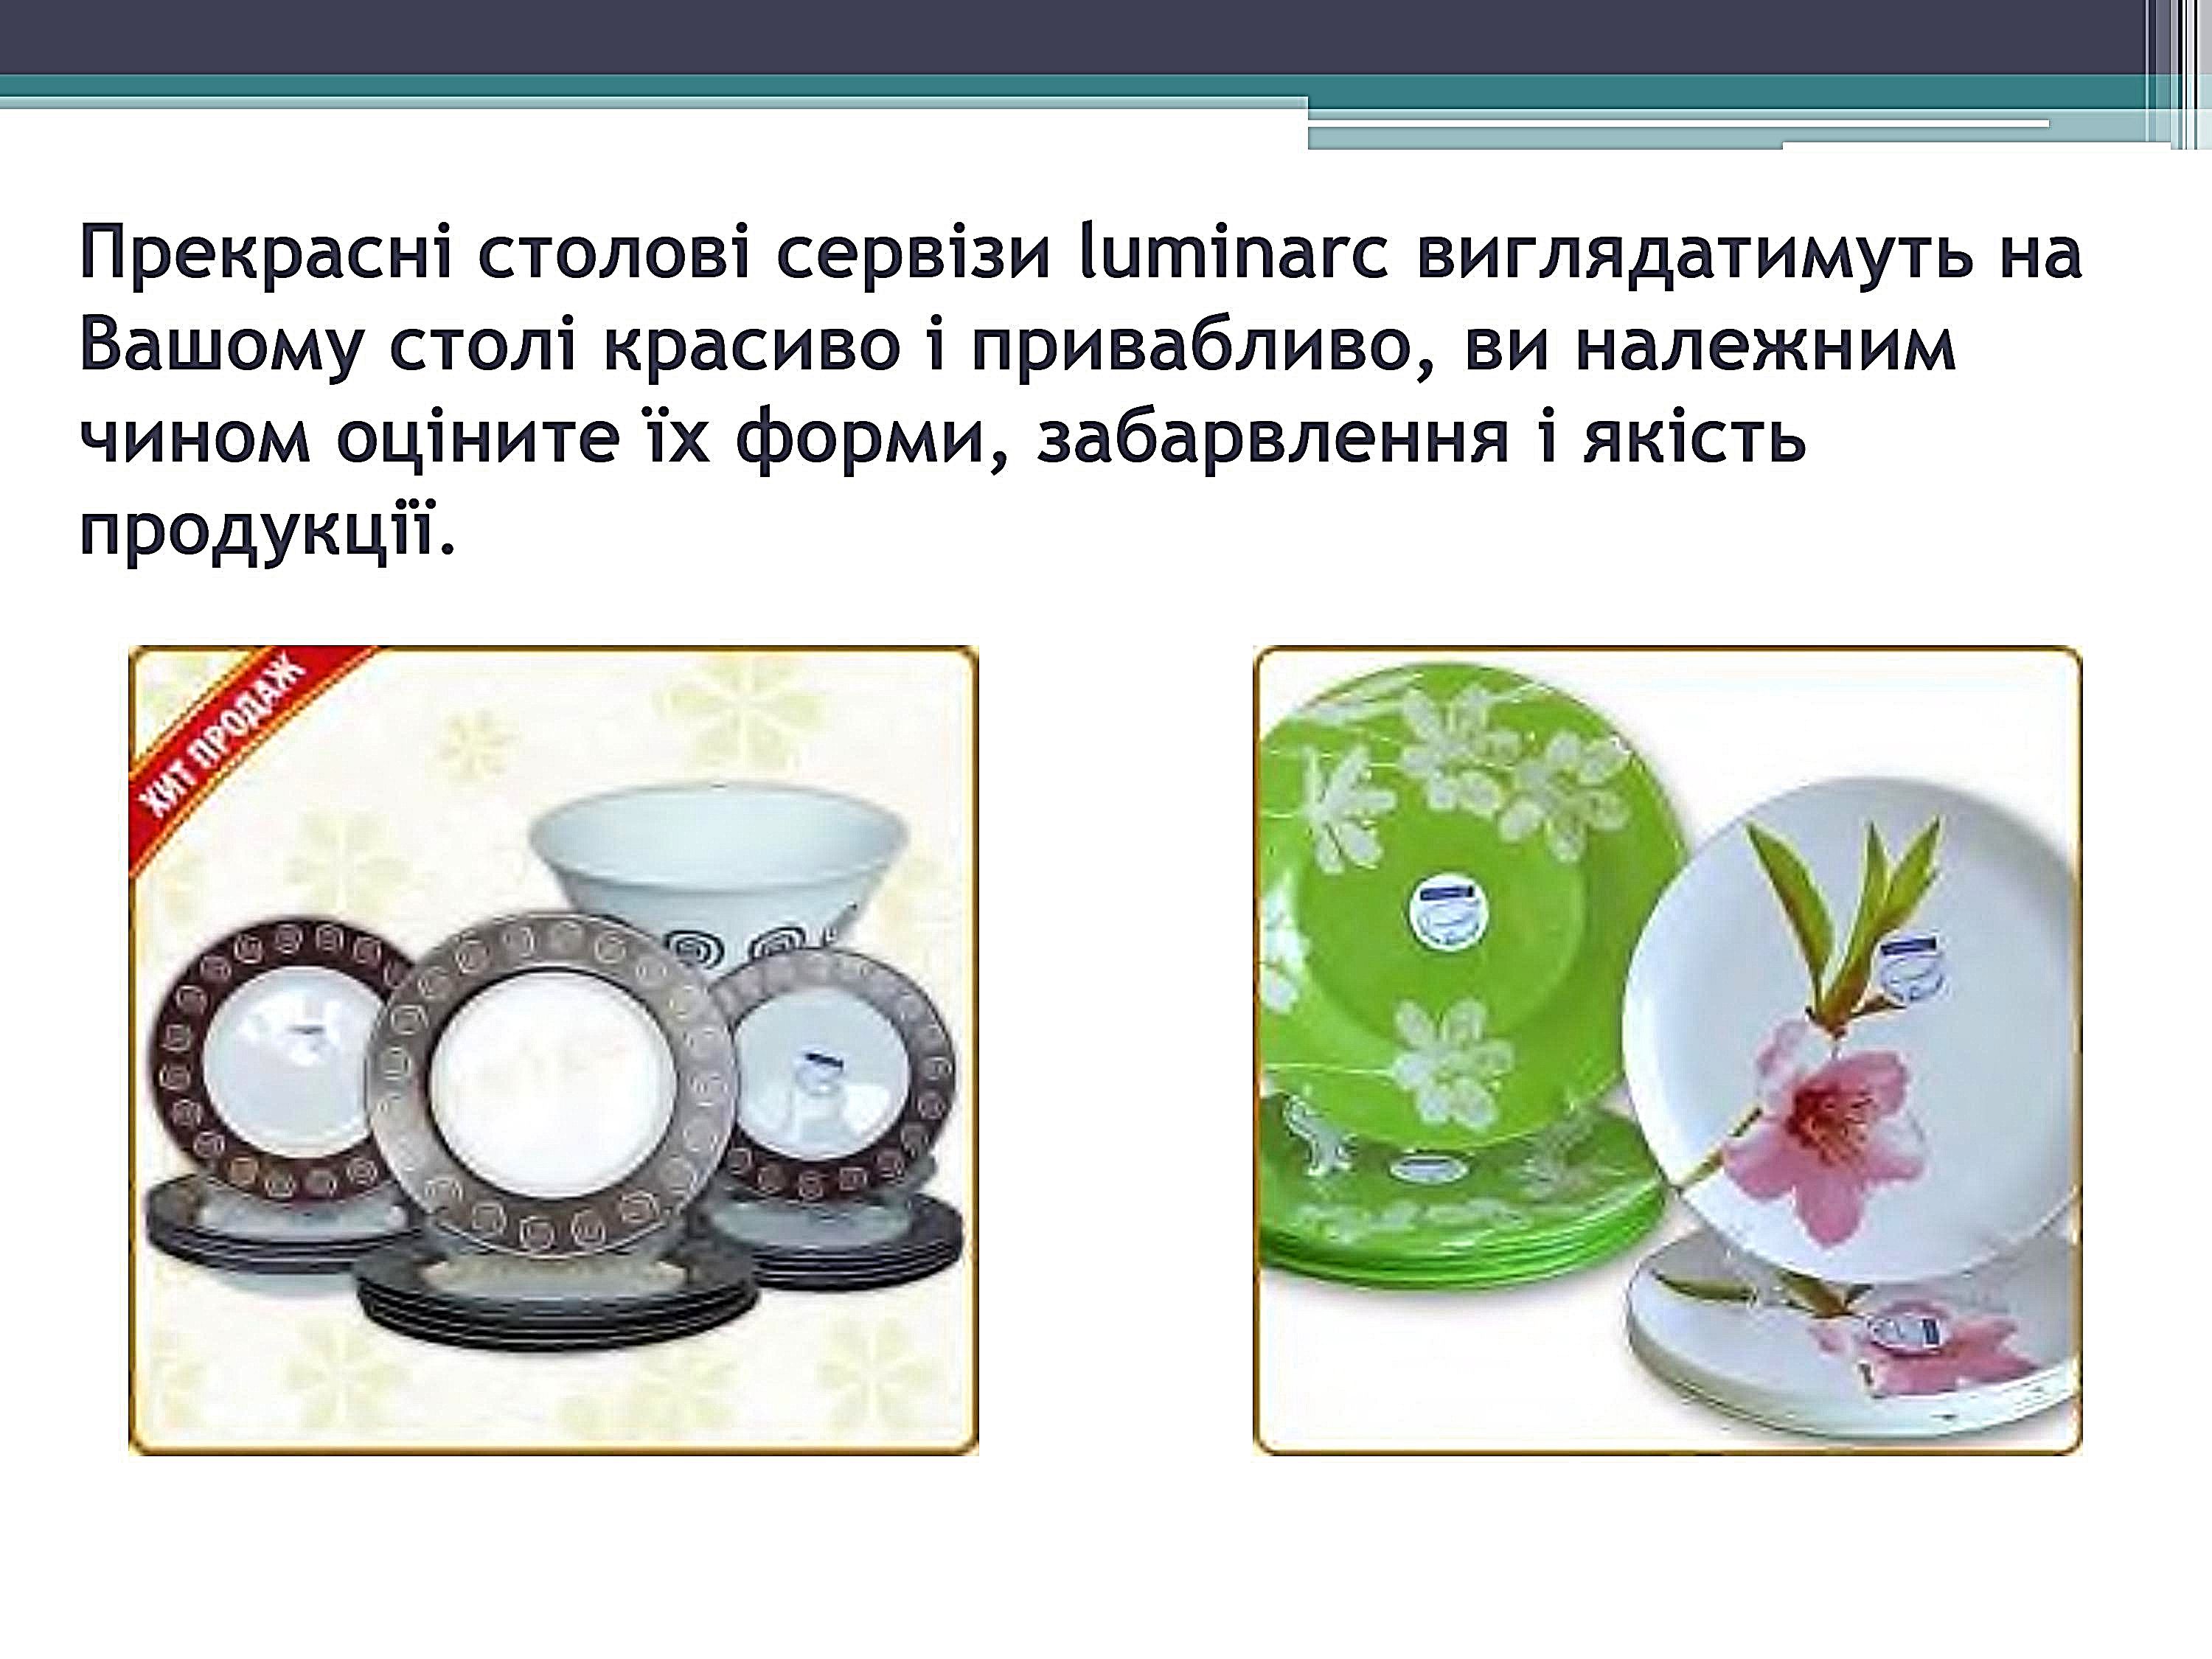 Прекрасні столові сервізи luminarc виглядатимуть на
Вашому столі красиво і привабливо, ви належним
чином оціните їх форми, забарвлення і якість
продукції.
ХИТ ПРОДАЖ